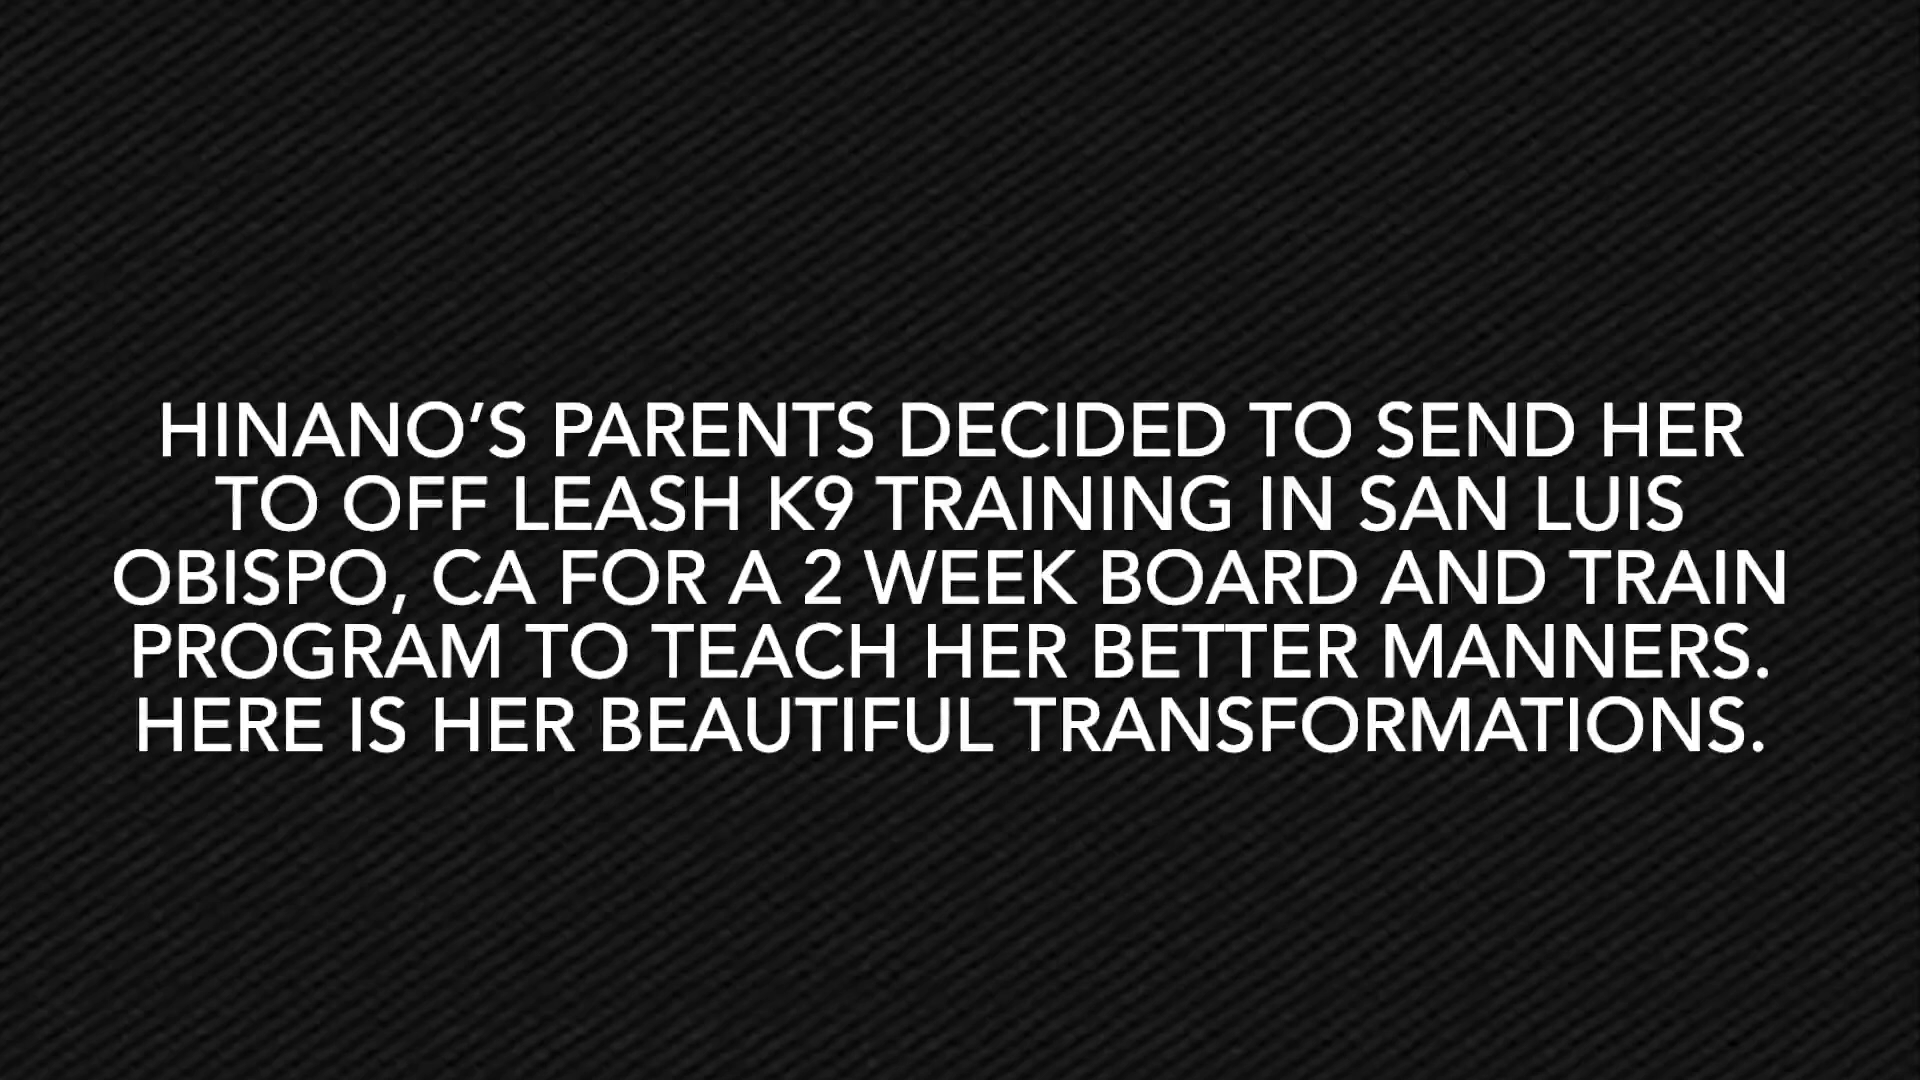 HINANO’S PARENTS DECIDED TO SEND HER
TO OFF LEASH K9 TRAINING IN SAN LUIS
OBISPO, CA FOR A 2 WEEK BOARD AND TRAIN
PROGRAM TO TEACH HER BETTER MANNERS.
HERE IS HER BEAUTIFUL TRANSFORMATIONS.